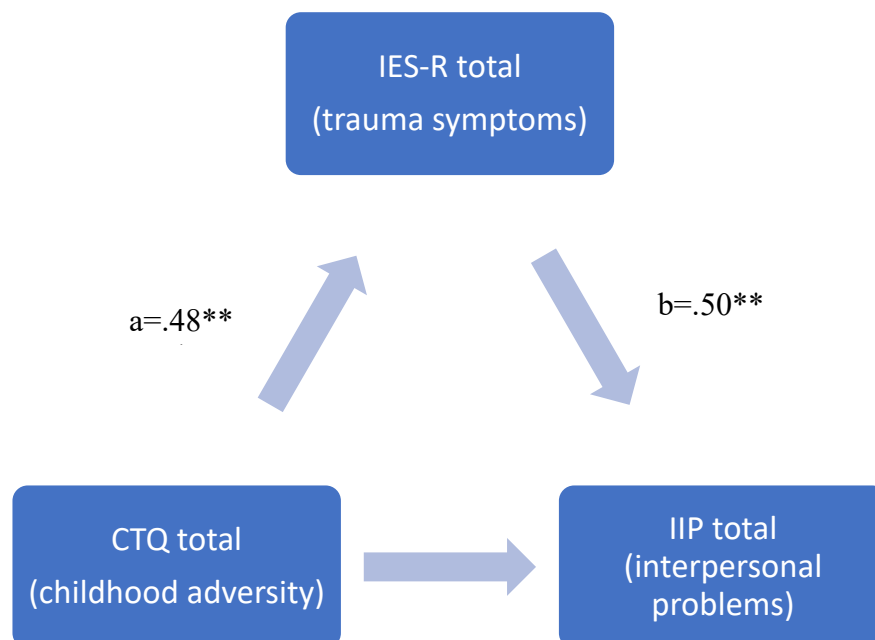 IES-R total
(trauma symptoms)
a=.48**
b=.50**
CTQ total
(childhood adversity)
IIP total
(interpersonal
problems)